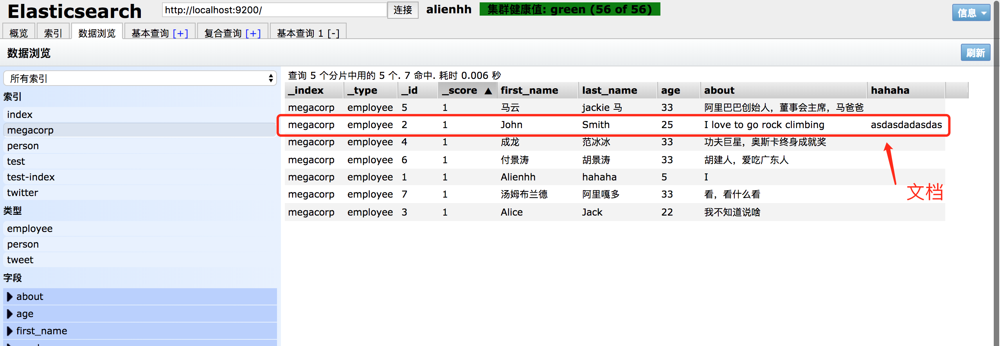 Elasticsearch http://localhost:9200/ 连接 alienhh 集群健康值: green (56 of 56) 信息
概览 索引 数据浏览 基本查询 [+] 复合查询 [+] 基本查询 1 [-]
数据浏览 刷新
所有索引
索引
index
megacorp
person
test
test-index
twitter
类型
employee
person
tweet
字段
about
age
first_name
查询 5 个分片中用的 5 个. 7 命中. 耗时 0.006 秒
_index _type _id _score ▲ first_name last_name age about hahaha
megacorp employee 5 1 马云 jackie 马 33 阿里巴巴创始人，董事会主席，马爸爸
megacorp employee 2 1 John Smith 25 I love to go rock climbing asdasdadasdas
megacorp employee 4 1 成龙 范冰冰 33 功夫巨星，奥斯卡终身成就奖
megacorp employee 6 1 付景涛 胡景涛 33 胡建人，爱吃广东人
megacorp employee 1 1 Alienhh hahaha 5 I
megacorp employee 7 1 汤姆布兰德 阿里嘎多 33 看，看什么看
megacorp employee 3 1 Alice Jack 22 我不知道说啥
文档